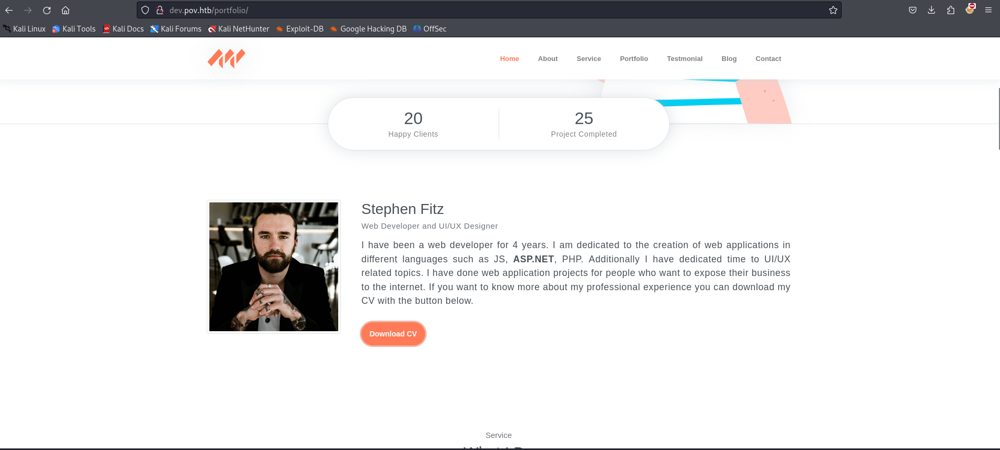 dev.pov.htb/portfolio/
Kali Linux Kali Tools Kali Docs Kali Forums Kali NetHunter Exploit-DB Google Hacking DB OffSec
Home About Service Portfolio Testmonial Blog Contact
20 25
Happy Clients Project Completed
Stephen Fitz
Web Developer and UI/UX Designer
I have been a web developer for 4 years. I am dedicated to the creation of web applications in
different languages such as JS, ASP.NET, PHP. Additionally I have dedicated time to UI/UX
related topics. I have done web application projects for people who want to expose their business
to the internet. If you want to know more about my professional experience you can download my
CV with the button below.
Download CV
Service